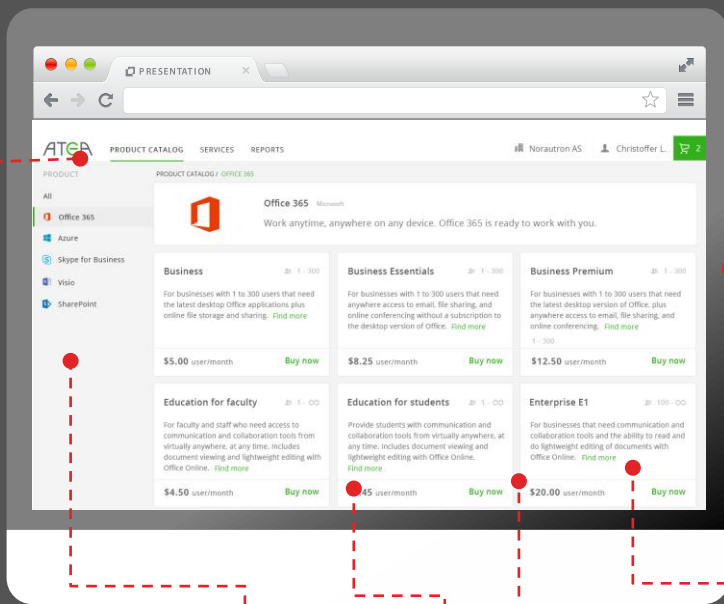 PRESENTATION
ATEA
PRODUCT CATALOG SERVICES REPORTS
Norautron AS Christoffer L. 2
PRODUCT
All
Office 365
Azure
Skype for Business
Visio
SharePoint
PRODUCT CATALOG / OFFICE 365
Office 365 Microsoft
Work anytime, anywhere on any device. Office 365 is ready to work with you.
Business 1 - 300
For businesses with 1 to 300 users that need
the latest desktop Office applications plus
online file storage and sharing. Find more
$5.00 user/month Buy now
Business Essentials 1 - 300
For businesses with 1 to 300 users that need
anywhere access to email, file sharing, and
online conferencing without a subscription to
the desktop version of Office. Find more
$8.25 user/month Buy now
Business Premium 1 - 300
For businesses with 1 to 300 users that need
the latest desktop version of Office, plus
anywhere access to email, file sharing, and
online conferencing. Find more
1 - 300
$12.50 user/month Buy now
Education for faculty 1 - ∞
For faculty and staff who need access to
communication and collaboration tools from
virtually anywhere, at any time. Includes
document viewing and lightweight editing with
Office Online. Find more
$4.50 user/month Buy now
Education for students 1 - ∞
Provide students with communication and
collaboration tools from virtually anywhere, at
any time. Includes document viewing and
lightweight editing with Office Online.
Find more
45 user/month Buy now
Enterprise E1 100 - ∞
For businesses that need communication and
collaboration tools and the ability to read and
do lightweight editing of documents with
Office Online. Find more
$20.00 user/month Buy now